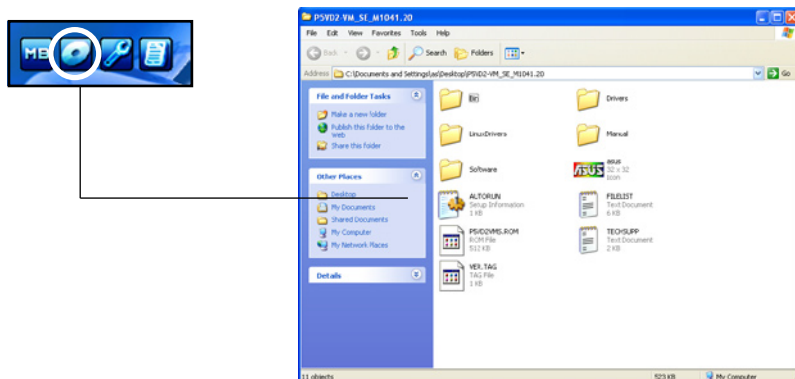 MB
P5VD2-VM_SE_M1041.20
File Edit View Favorites Tools Help
Back Search Folders
Address C:\Documents and Settings\as\Desktop\P5VD2-VM_SE_M1041.20 Go
File and Folder Tasks
Make a new folder
Publish this folder to the
web
Share this folder
Other Places
Desktop
My Documents
Shared Documents
My Computer
My Network Places
Details
Bin
Drivers
LinuxDrivers
Manual
Software
asus
32 x 32
Icon
AUTORUN
Setup Information
1 KB
FILELIST
Text Document
6 KB
P5VD2VMS.ROM
ROM File
512 KB
TECHSUPP
Text Document
2 KB
VER.TAG
TAG File
1 KB
11 objects 523 KB My Computer